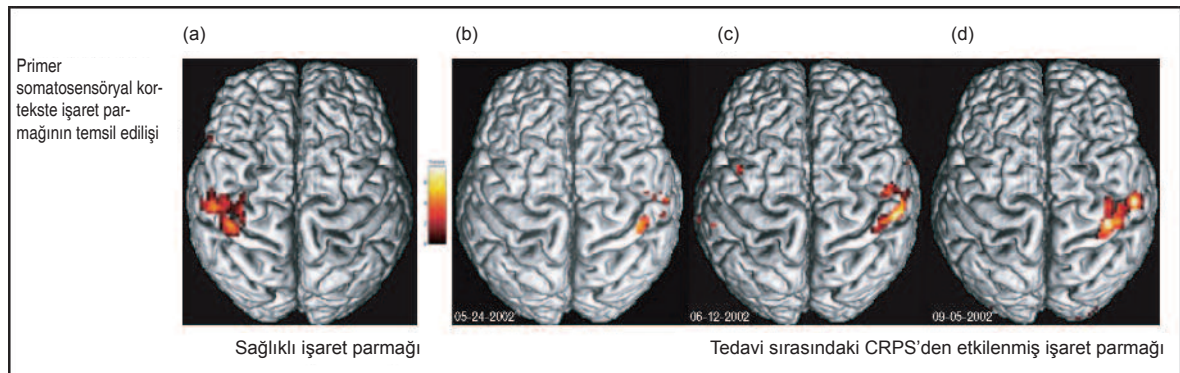 (a)
(b)
(c)
(d)
Primer
somatosensöryal kor-
tekste işaret par-
mağının temsil edilişi
05-24-2002
06-12-2002
09-05-2002
Sağlıklı işaret parmağı
Tedavi sırasındaki CRPS'den etkilenmiş işaret parmağı